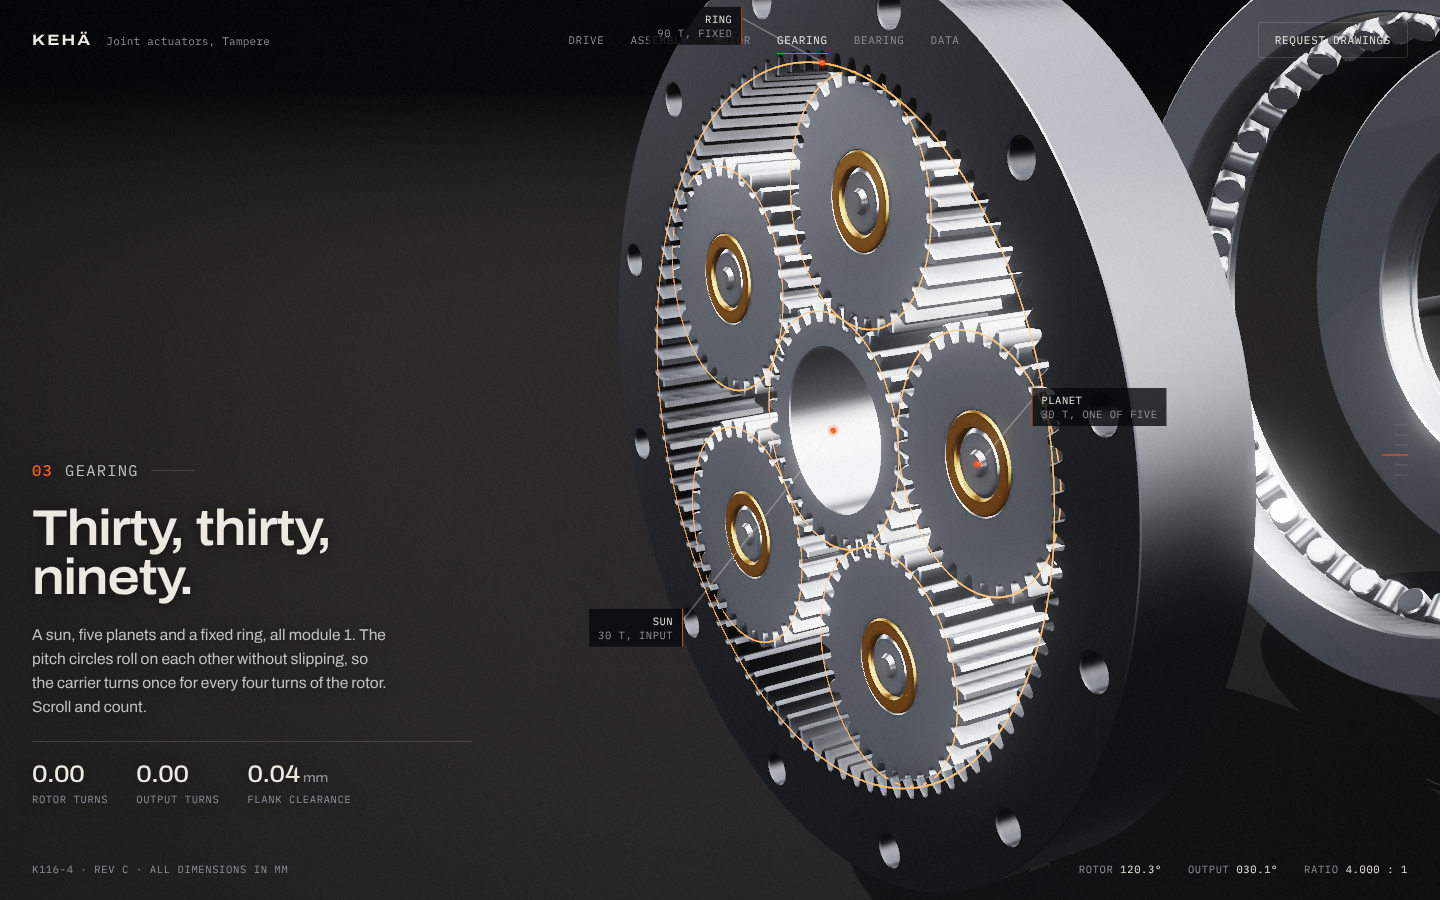 KEHÄ
Joint actuators, Tampere
DRIVE
GEARING
BEARING
DATA
REQUEST DRAWINGS
RING
90 T, FIXED
PLANET
30 T, ONE OF FIVE
SUN
30 T, INPUT
03 GEARING
Thirty, thirty,
ninety.
A sun, five planets and a fixed ring, all module 1. The
pitch circles roll on each other without slipping, so
the carrier turns once for every four turns of the rotor.
Scroll and count.
0.00
ROTOR TURNS
0.00
OUTPUT TURNS
0.04 mm
FLANK CLEARANCE
K116-4 · REV C · ALL DIMENSIONS IN MM
ROTOR 120.3° OUTPUT 030.1° RATIO 4.000 : 1